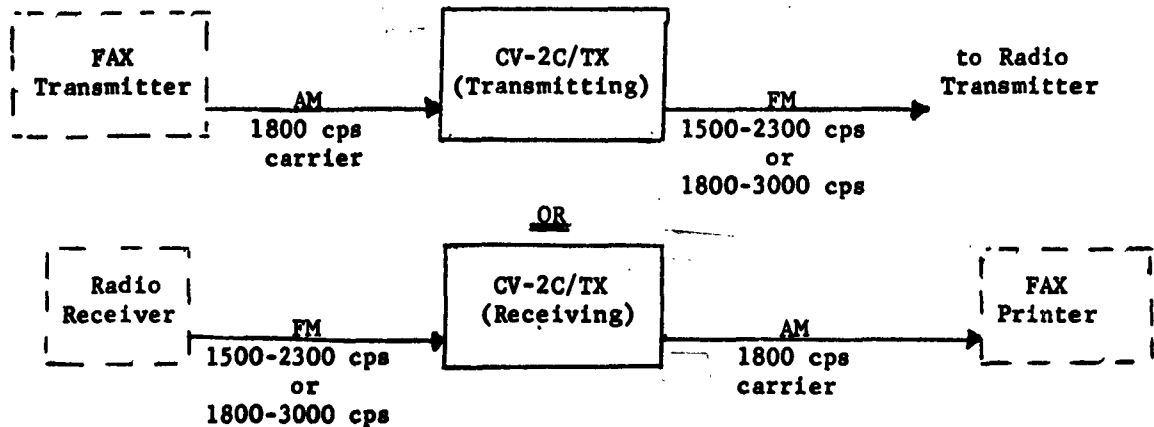 FAX
Transmitter
AM
1800 cps
carrier
CV-2C/TX
(Transmitting)
FM
1500-2300 cps
or
1800-3000 cps
to Radio
Transmitter
OR
Radio
Receiver
FM
1500-2300 cps
or
1800-3000 cps
CV-2C/TX
(Receiving)
AM
1800 cps
carrier
FAX
Printer